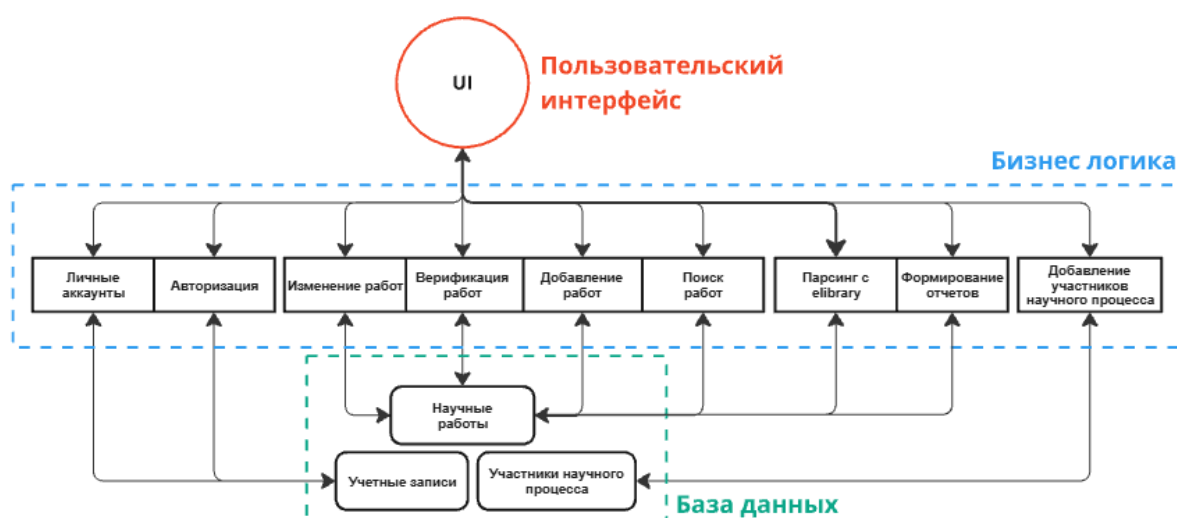 UI
Пользовательский
интерфейс
Бизнес логика
Личные
аккаунты
Авторизация
Изменение работ
Верификация
работ
Добавление
работ
Поиск
работ
Парсинг с
elibrary
Формирование
отчетов
Добавление
участников
научного процесса
Научные
работы
Учетные записи
Участники научного
процесса
База данных